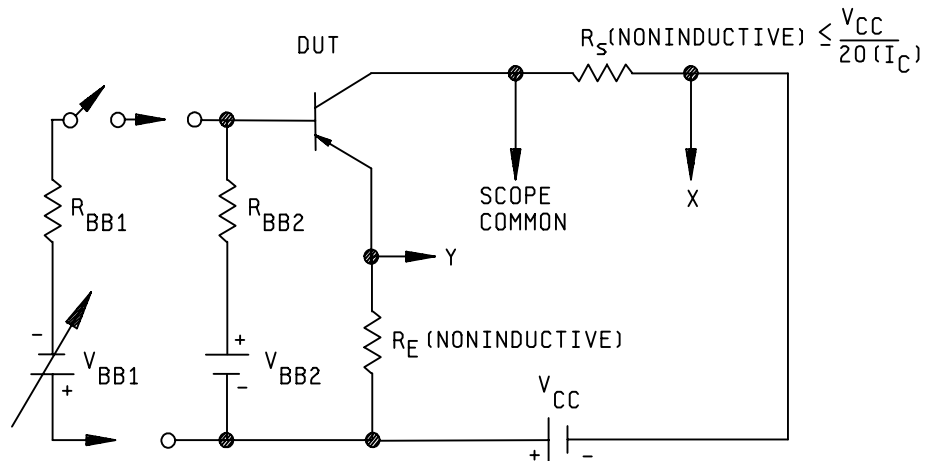 DUT
R_S (NONINDUCTIVE) ≤ V_CC / 20 (I_C)
SCOPE
COMMON
X
R_BB1
R_BB2
Y
R_E (NONINDUCTIVE)
-
V_BB1
+
+
V_BB2
-
V_CC
+ -